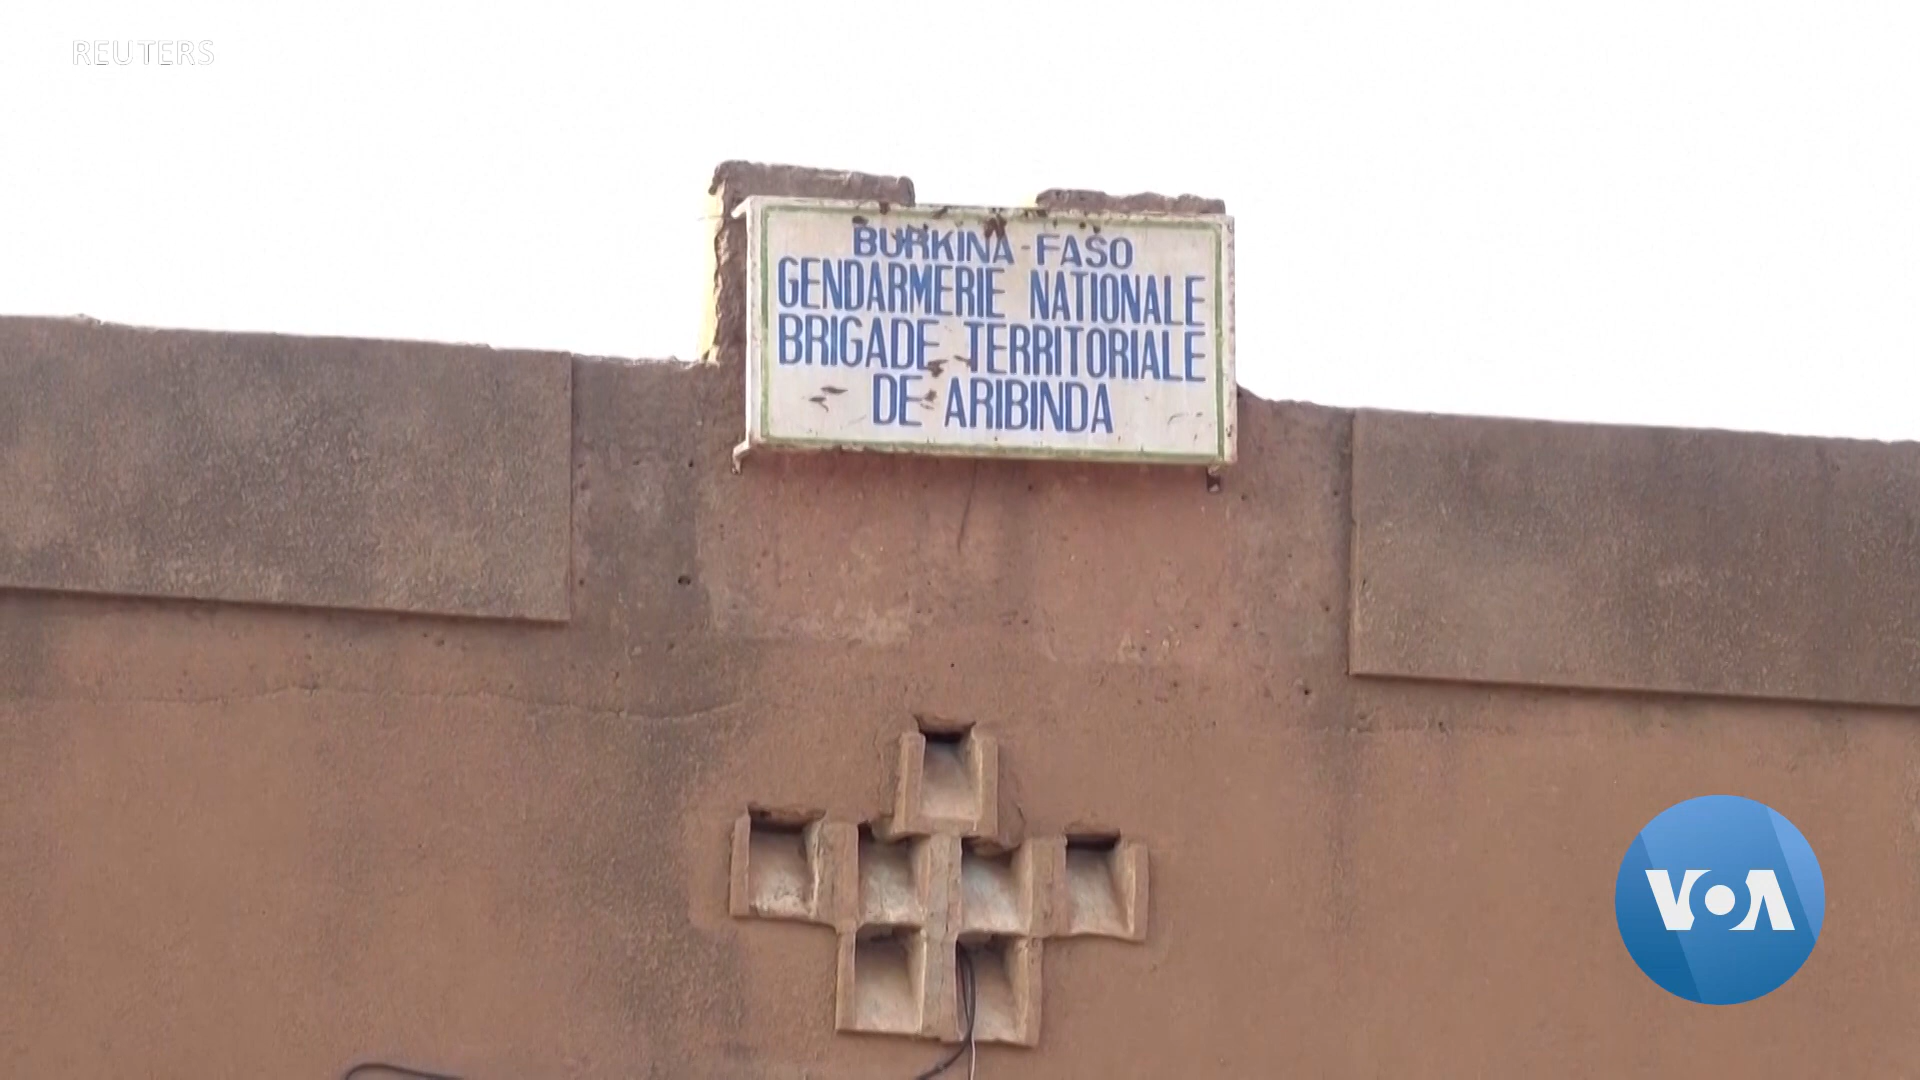 REUTERS
BURKINA-FASO
GENDARMERIE NATIONALE
BRIGADE TERRITORIALE
DE ARIBINDA
VOA